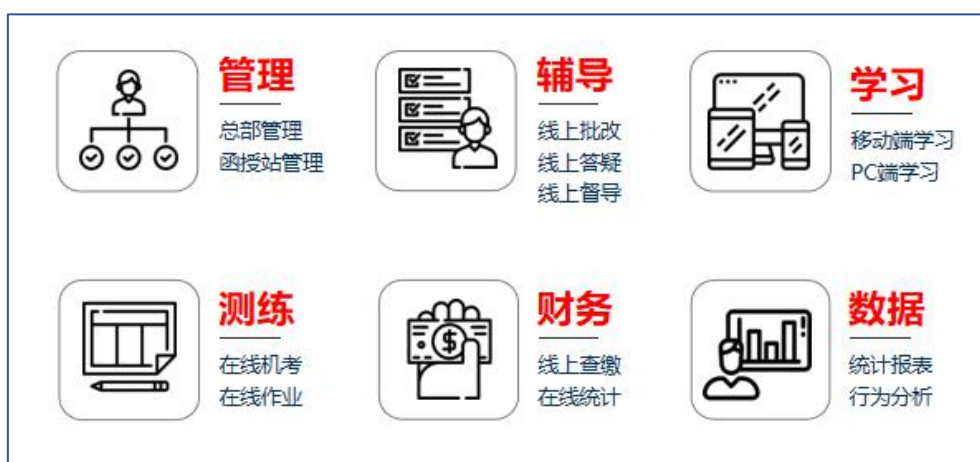 管理
总部管理
函授站管理
辅导
线上批改
线上答疑
线上督导
学习
移动端学习
PC端学习
测练
在线机考
在线作业
财务
$
线上查缴
在线统计
数据
统计报表
行为分析